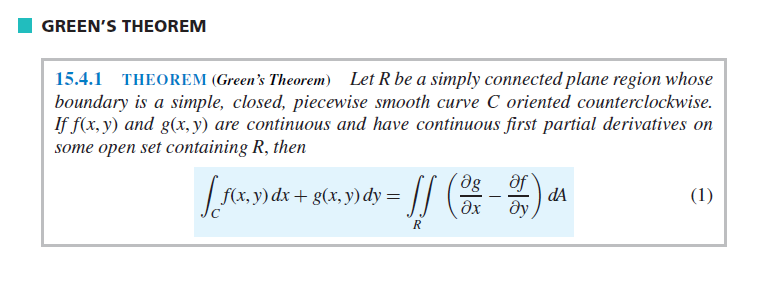 GREEN'S THEOREM
15.4.1 THEOREM (Green's Theorem) Let R be a simply connected plane region whose
boundary is a simple, closed, piecewise smooth curve C oriented counterclockwise.
If f(x, y) and g(x, y) are continuous and have continuous first partial derivatives on
some open set containing R, then
∫_C f(x, y) dx + g(x, y) dy = ∬_R (∂g/∂x − ∂f/∂y) dA (1)